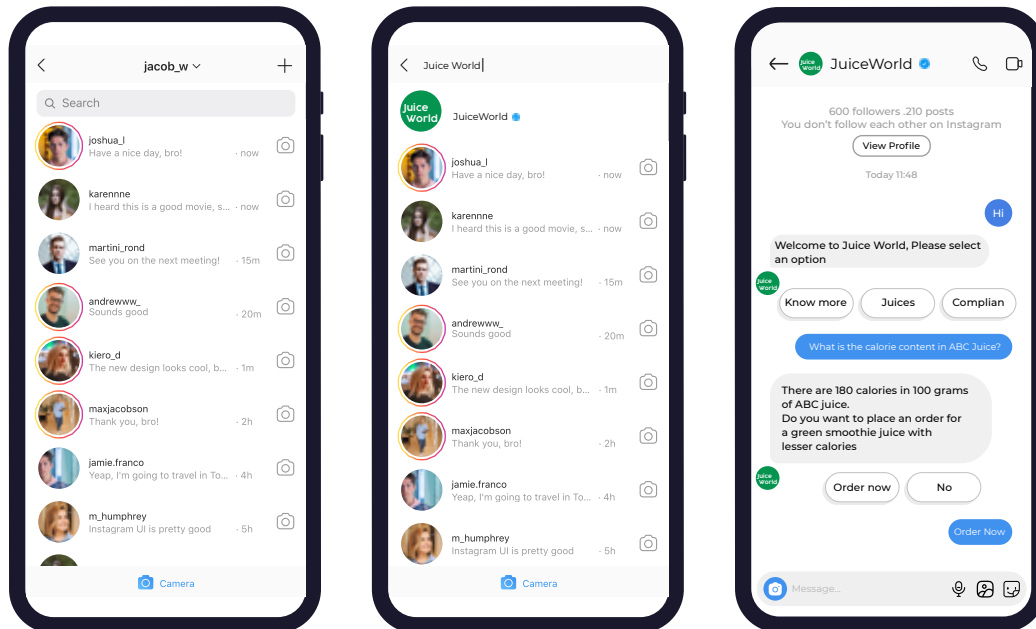 jacob_w
Search
joshua_l
Have a nice day, bro! · now
karennne
I heard this is a good movie, s... · now
martini_rond
See you on the next meeting! · 15m
andrewww_
Sounds good · 20m
kiero_d
The new design looks cool, b... · 1m
maxjacobson
Thank you, bro! · 2h
jamie.franco
Yeap, I'm going to travel in To... · 4h
m_humphrey
Instagram UI is pretty good · 5h
Camera
Juice World
Juice
World
JuiceWorld
joshua_l
Have a nice day, bro! · now
karennne
I heard this is a good movie, s... · now
martini_rond
See you on the next meeting! · 15m
andrewww_
Sounds good · 20m
kiero_d
The new design looks cool, b... · 1m
maxjacobson
Thank you, bro! · 2h
jamie.franco
Yeap, I'm going to travel in To... · 4h
m_humphrey
Instagram UI is pretty good · 5h
Camera
Juice
World
JuiceWorld
600 followers .210 posts
You don't follow each other on Instagram
View Profile
Today 11:48
Hi
Welcome to Juice World, Please select
an option
Juice
World
Know more Juices Complian
What is the calorie content in ABC Juice?
There are 180 calories in 100 grams
of ABC juice.
Do you want to place an order for
a green smoothie juice with
lesser calories
Juice
World
Order now No
Order Now
Message...